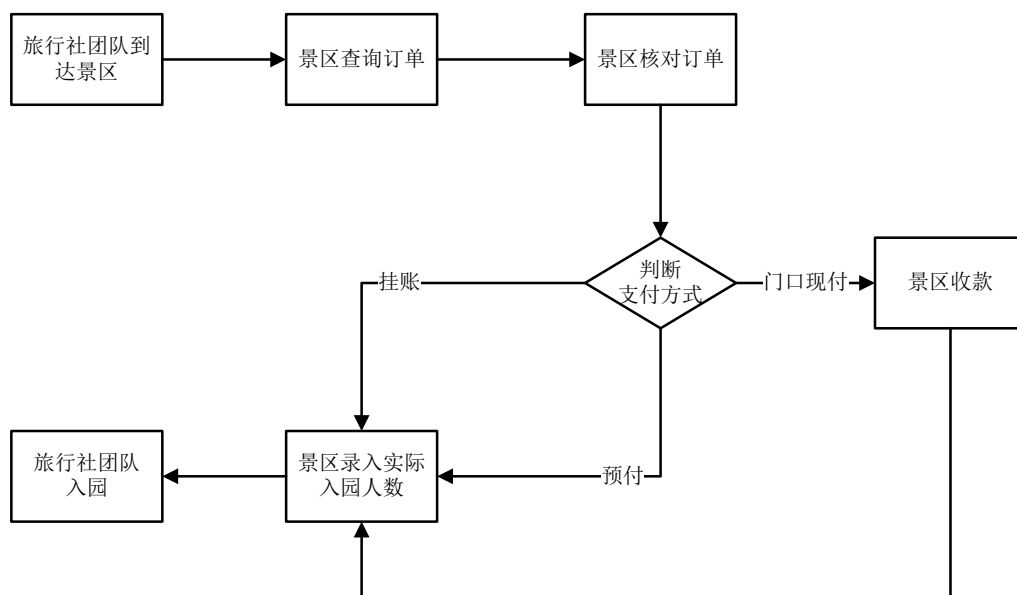 旅行社团队到
达景区
景区查询订单
景区核对订单
判断
支付方式
挂账
门口现付
景区收款
旅行社团队
入园
景区录入实际
入园人数
预付